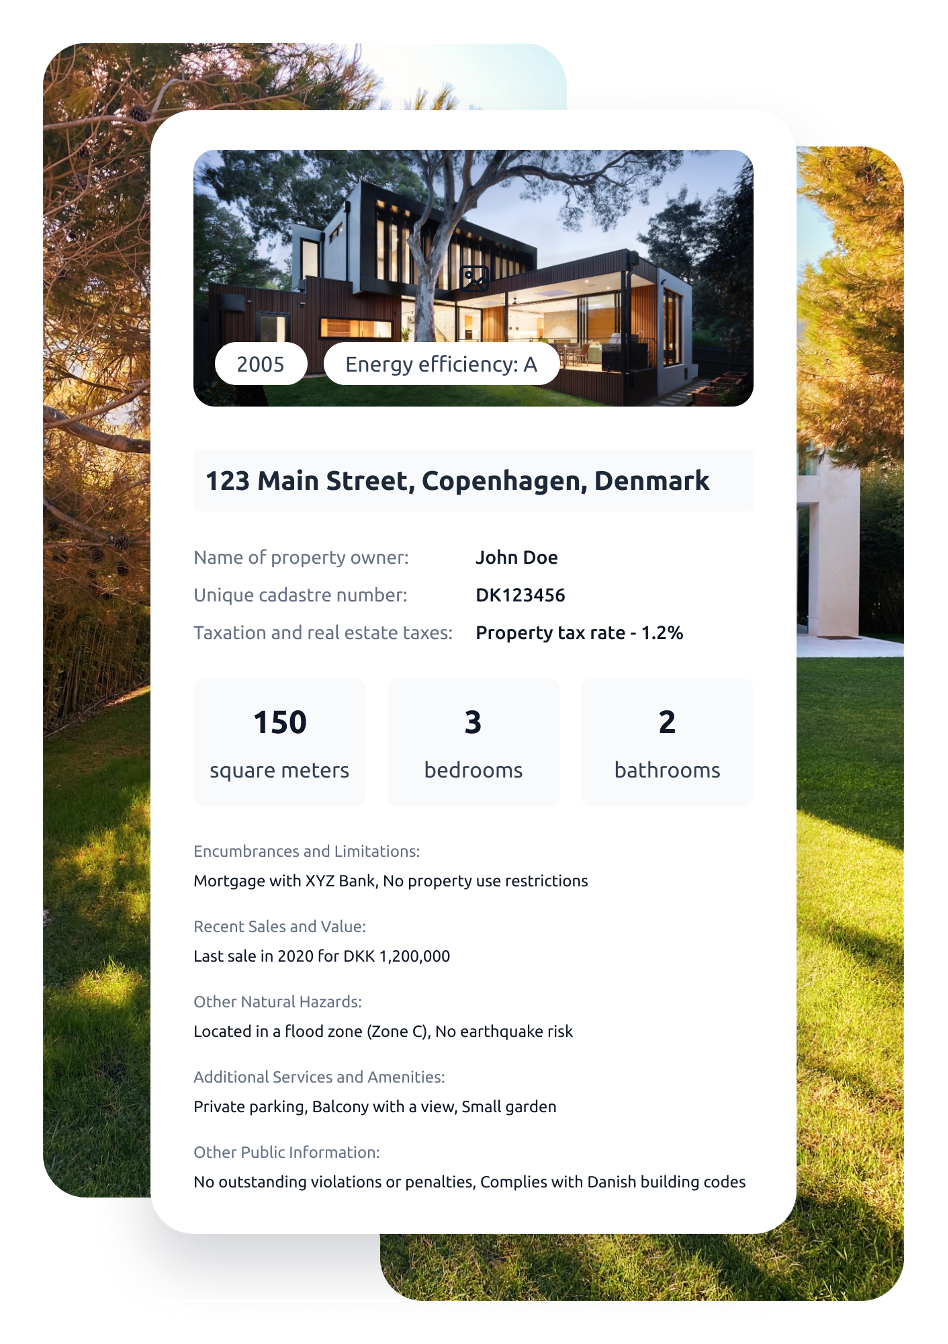 2005
Energy efficiency: A
123 Main Street, Copenhagen, Denmark
Name of property owner: John Doe
Unique cadastre number: DK123456
Taxation and real estate taxes: Property tax rate - 1.2%
150
square meters
3
bedrooms
2
bathrooms
Encumbrances and Limitations:
Mortgage with XYZ Bank, No property use restrictions
Recent Sales and Value:
Last sale in 2020 for DKK 1,200,000
Other Natural Hazards:
Located in a flood zone (Zone C), No earthquake risk
Additional Services and Amenities:
Private parking, Balcony with a view, Small garden
Other Public Information:
No outstanding violations or penalties, Complies with Danish building codes